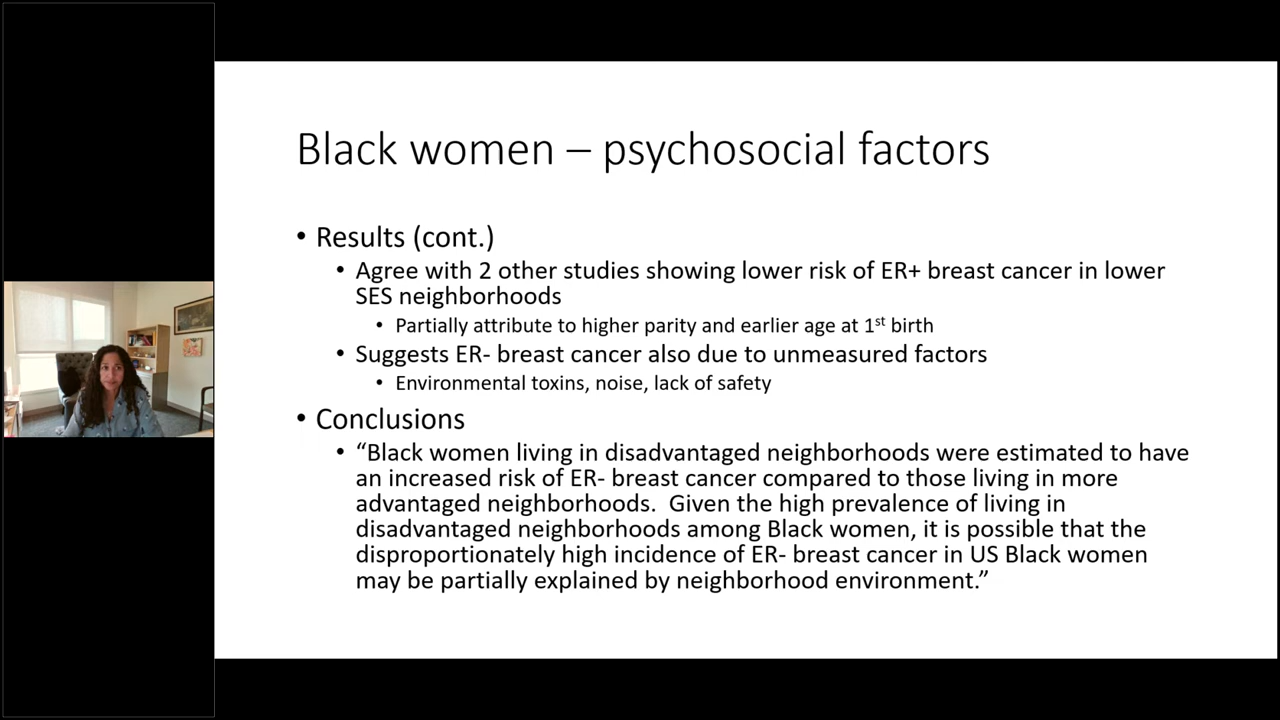 Black women – psychosocial factors
• Results (cont.)
• Agree with 2 other studies showing lower risk of ER+ breast cancer in lower
SES neighborhoods
• Partially attribute to higher parity and earlier age at 1st birth
• Suggests ER- breast cancer also due to unmeasured factors
• Environmental toxins, noise, lack of safety
• Conclusions
• “Black women living in disadvantaged neighborhoods were estimated to have
an increased risk of ER- breast cancer compared to those living in more
advantaged neighborhoods.  Given the high prevalence of living in
disadvantaged neighborhoods among Black women, it is possible that the
disproportionately high incidence of ER- breast cancer in US Black women
may be partially explained by neighborhood environment.”